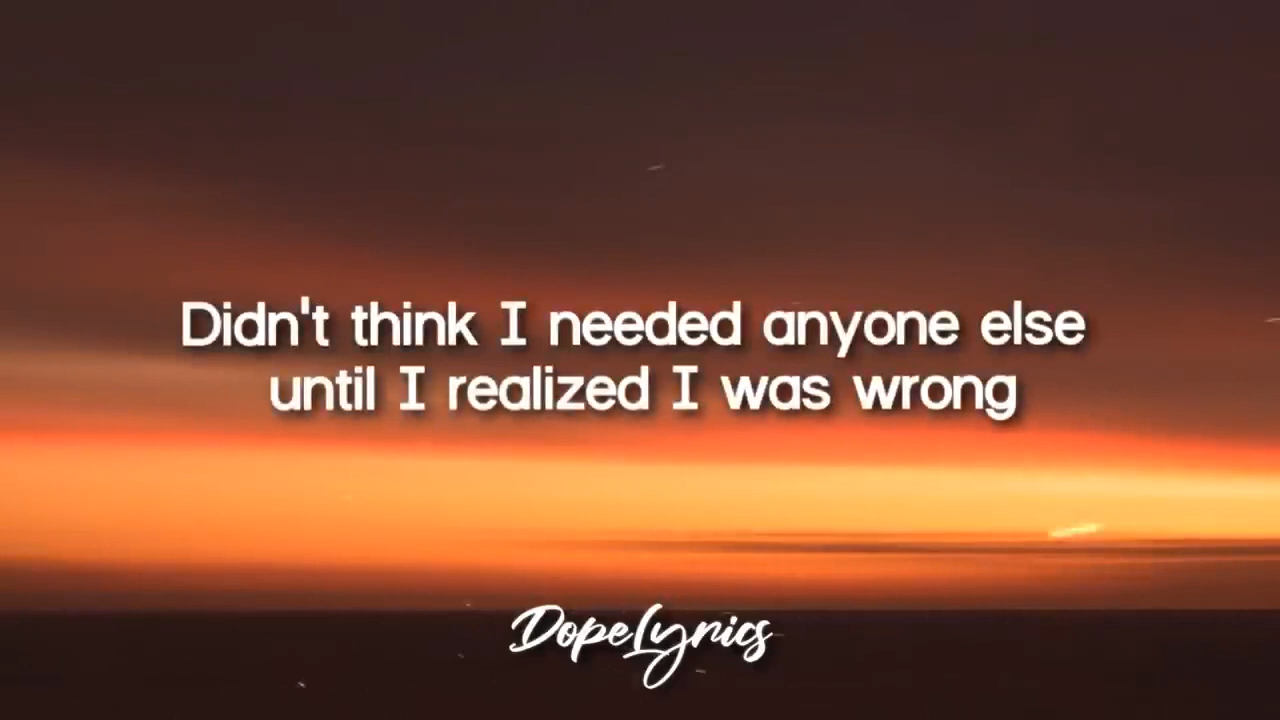 Didn't think I needed anyone else
until I realized I was wrong
DopeLyrics